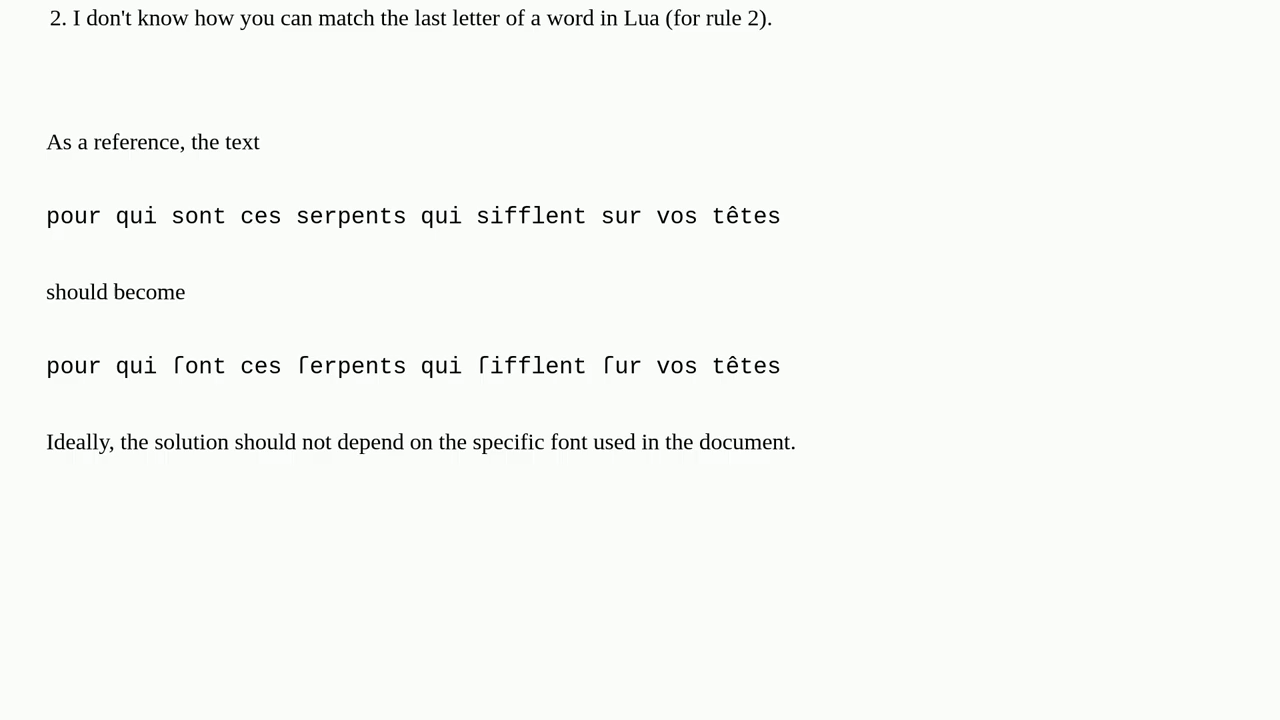 2. I don't know how you can match the last letter of a word in Lua (for rule 2).
As a reference, the text
pour qui sont ces serpents qui sifflent sur vos têtes
should become
pour qui ſont ces ſerpents qui ſifflent ſur vos têtes
Ideally, the solution should not depend on the specific font used in the document.